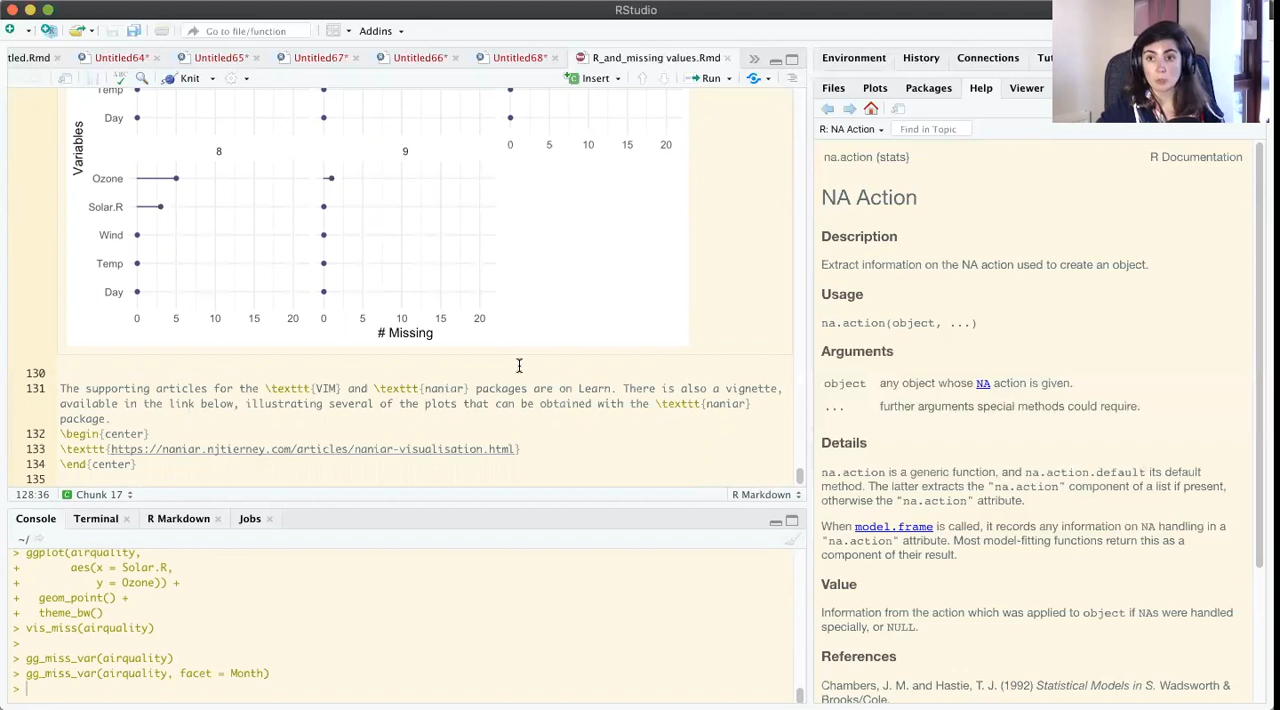 RStudio
Go to file/function
Addins
tled.Rmd
Untitled64*
Untitled65*
Untitled67*
Untitled66*
Untitled68*
R_and_missing values.Rmd
Knit
Insert
Run
Temp
Day
Variables
0 5 10 15 20
8
9
Ozone
Solar.R
Wind
Temp
Day
0 5 10 15 20 0 5 10 15 20
# Missing
130
131 The supporting articles for the \texttt{VIM} and \texttt{naniar} packages are on Learn. There is also a vignette,
available in the link below, illustrating several of the plots that can be obtained with the \texttt{naniar}
package.
132 \begin{center}
133 \texttt{https://naniar.njtierney.com/articles/naniar-visualisation.html}
134 \end{center}
135
128:36 Chunk 17 R Markdown
Console Terminal R Markdown Jobs
~/
> ggplot(airquality,
+ aes(x = Solar.R,
+ y = Ozone)) +
+ geom_point() +
+ theme_bw()
> vis_miss(airquality)
>
> gg_miss_var(airquality)
> gg_miss_var(airquality, facet = Month)
>
Environment History Connections Tu
Files Plots Packages Help Viewer
R: NA Action Find in Topic
na.action {stats} R Documentation
NA Action
Description
Extract information on the NA action used to create an object.
Usage
na.action(object, ...)
Arguments
object any object whose NA action is given.
... further arguments special methods could require.
Details
na.action is a generic function, and na.action.default its default
method. The latter extracts the "na.action" component of a list if present,
otherwise the "na.action" attribute.
When model.frame is called, it records any information on NA handling in a
"na.action" attribute. Most model-fitting functions return this as a
component of their result.
Value
Information from the action which was applied to object if NAs were handled
specially, or NULL.
References
Chambers, J. M. and Hastie, T. J. (1992) Statistical Models in S. Wadsworth &
Brooks/Cole.